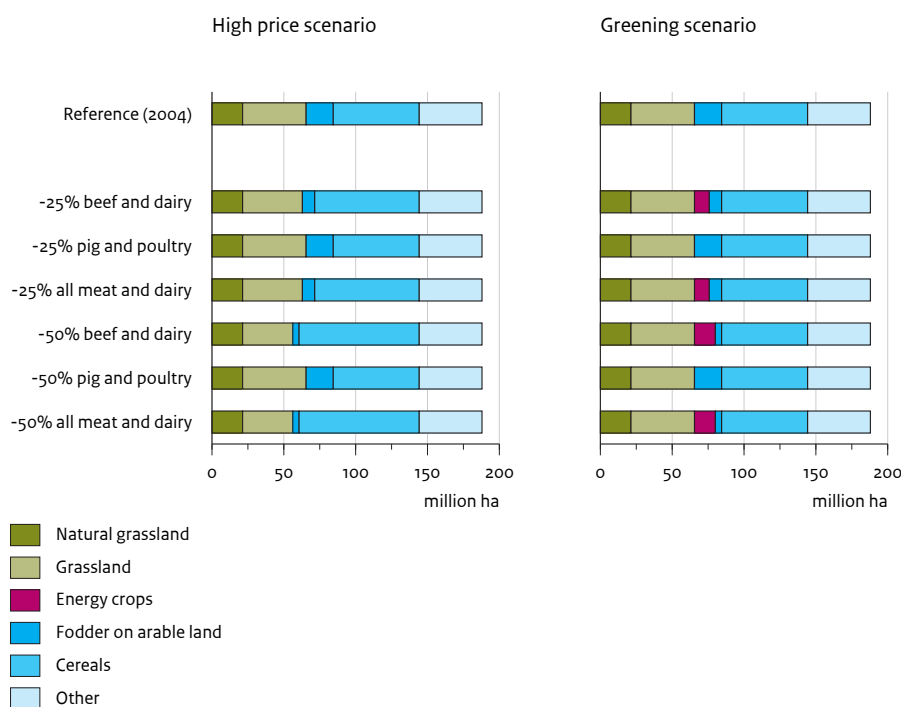 High price scenario
Greening scenario
Reference (2004)
-25% beef and dairy
-25% pig and poultry
-25% all meat and dairy
-50% beef and dairy
-50% pig and poultry
-50% all meat and dairy
0 50 100 150 200
0 50 100 150 200
million ha
million ha
Natural grassland
Grassland
Energy crops
Fodder on arable land
Cereals
Other